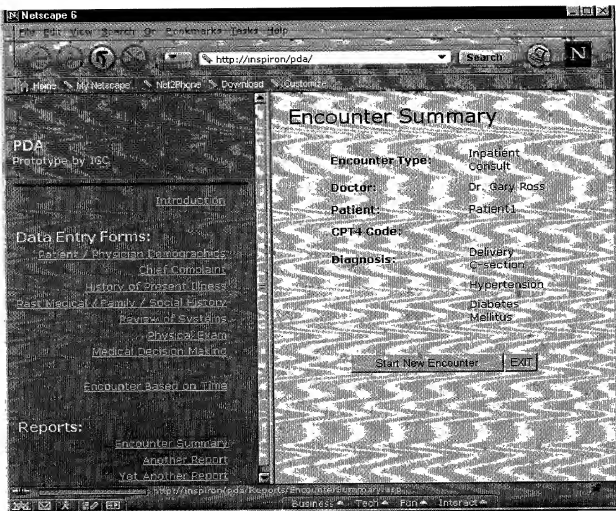 Netscape 6
File Edit View Search Go Bookmarks Tasks Help
http://inspiron/pda/
Search
N
Home My Netscape Net2Phone Download Customize
PDA
Prototype by IGC
Introduction
Data Entry Forms:
Patient / Physician Demographics
Chief Complaint
History of Present Illness
Past Medical / Family / Social History
Review of Systems
Physical Exam
Medical Decision Making
Encounter Based on Time
Reports:
Encounter Summary
Another Report
Yet Another Report
Encounter Summary
Encounter Type: Inpatient
Consult
Doctor: Dr. Gary Ross
Patient: Patient1
CPT4 Code:
Diagnosis: Delivery
C-section
Hypertension
Diabetes
Mellitus
Start New Encounter EXIT
http://inspiron/pda/Reports/EncounterSummary.asp
Business Tech Fun Interact